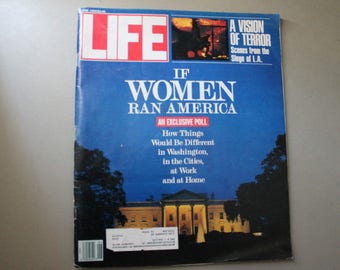 LIFE
A VISION
OF TERROR
Scenes from the
Siege of L.A.
IF
WOMEN
RAN AMERICA
AN EXCLUSIVE POLL
How Things
Would Be Different
in Washington,
in the Cities,
at Work
and at Home